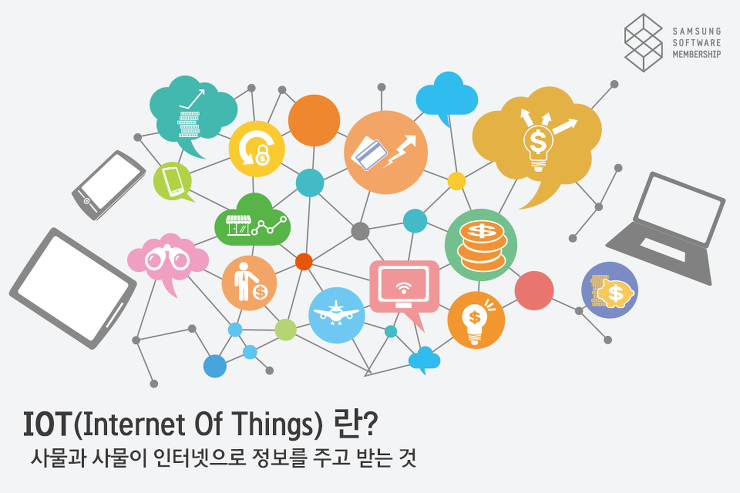 SAMSUNG
SOFTWARE
MEMBERSHIP
IOT(Internet Of Things) 란?
사물과 사물이 인터넷으로 정보를 주고 받는 것